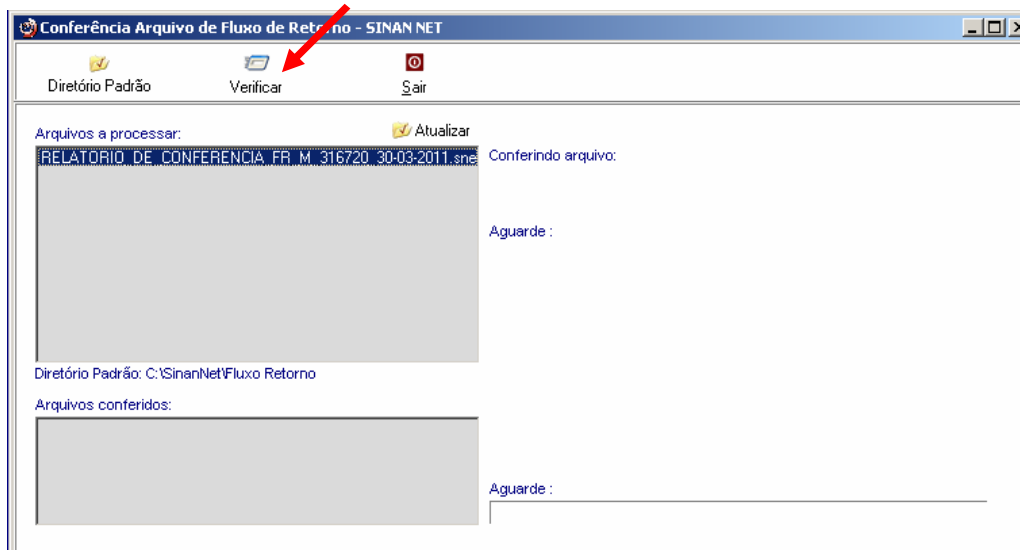 Conferência Arquivo de Fluxo de Retorno - SINAN NET
Diretório Padrão
Verificar
Sair
Arquivos a processar:
Atualizar
RELATORIO_DE_CONFERENCIA_FR_M_316720_30-03-2011.sne
Conferindo arquivo:
Aguarde :
Diretório Padrão: C:\SinanNet\Fluxo Retorno
Arquivos conferidos:
Aguarde :